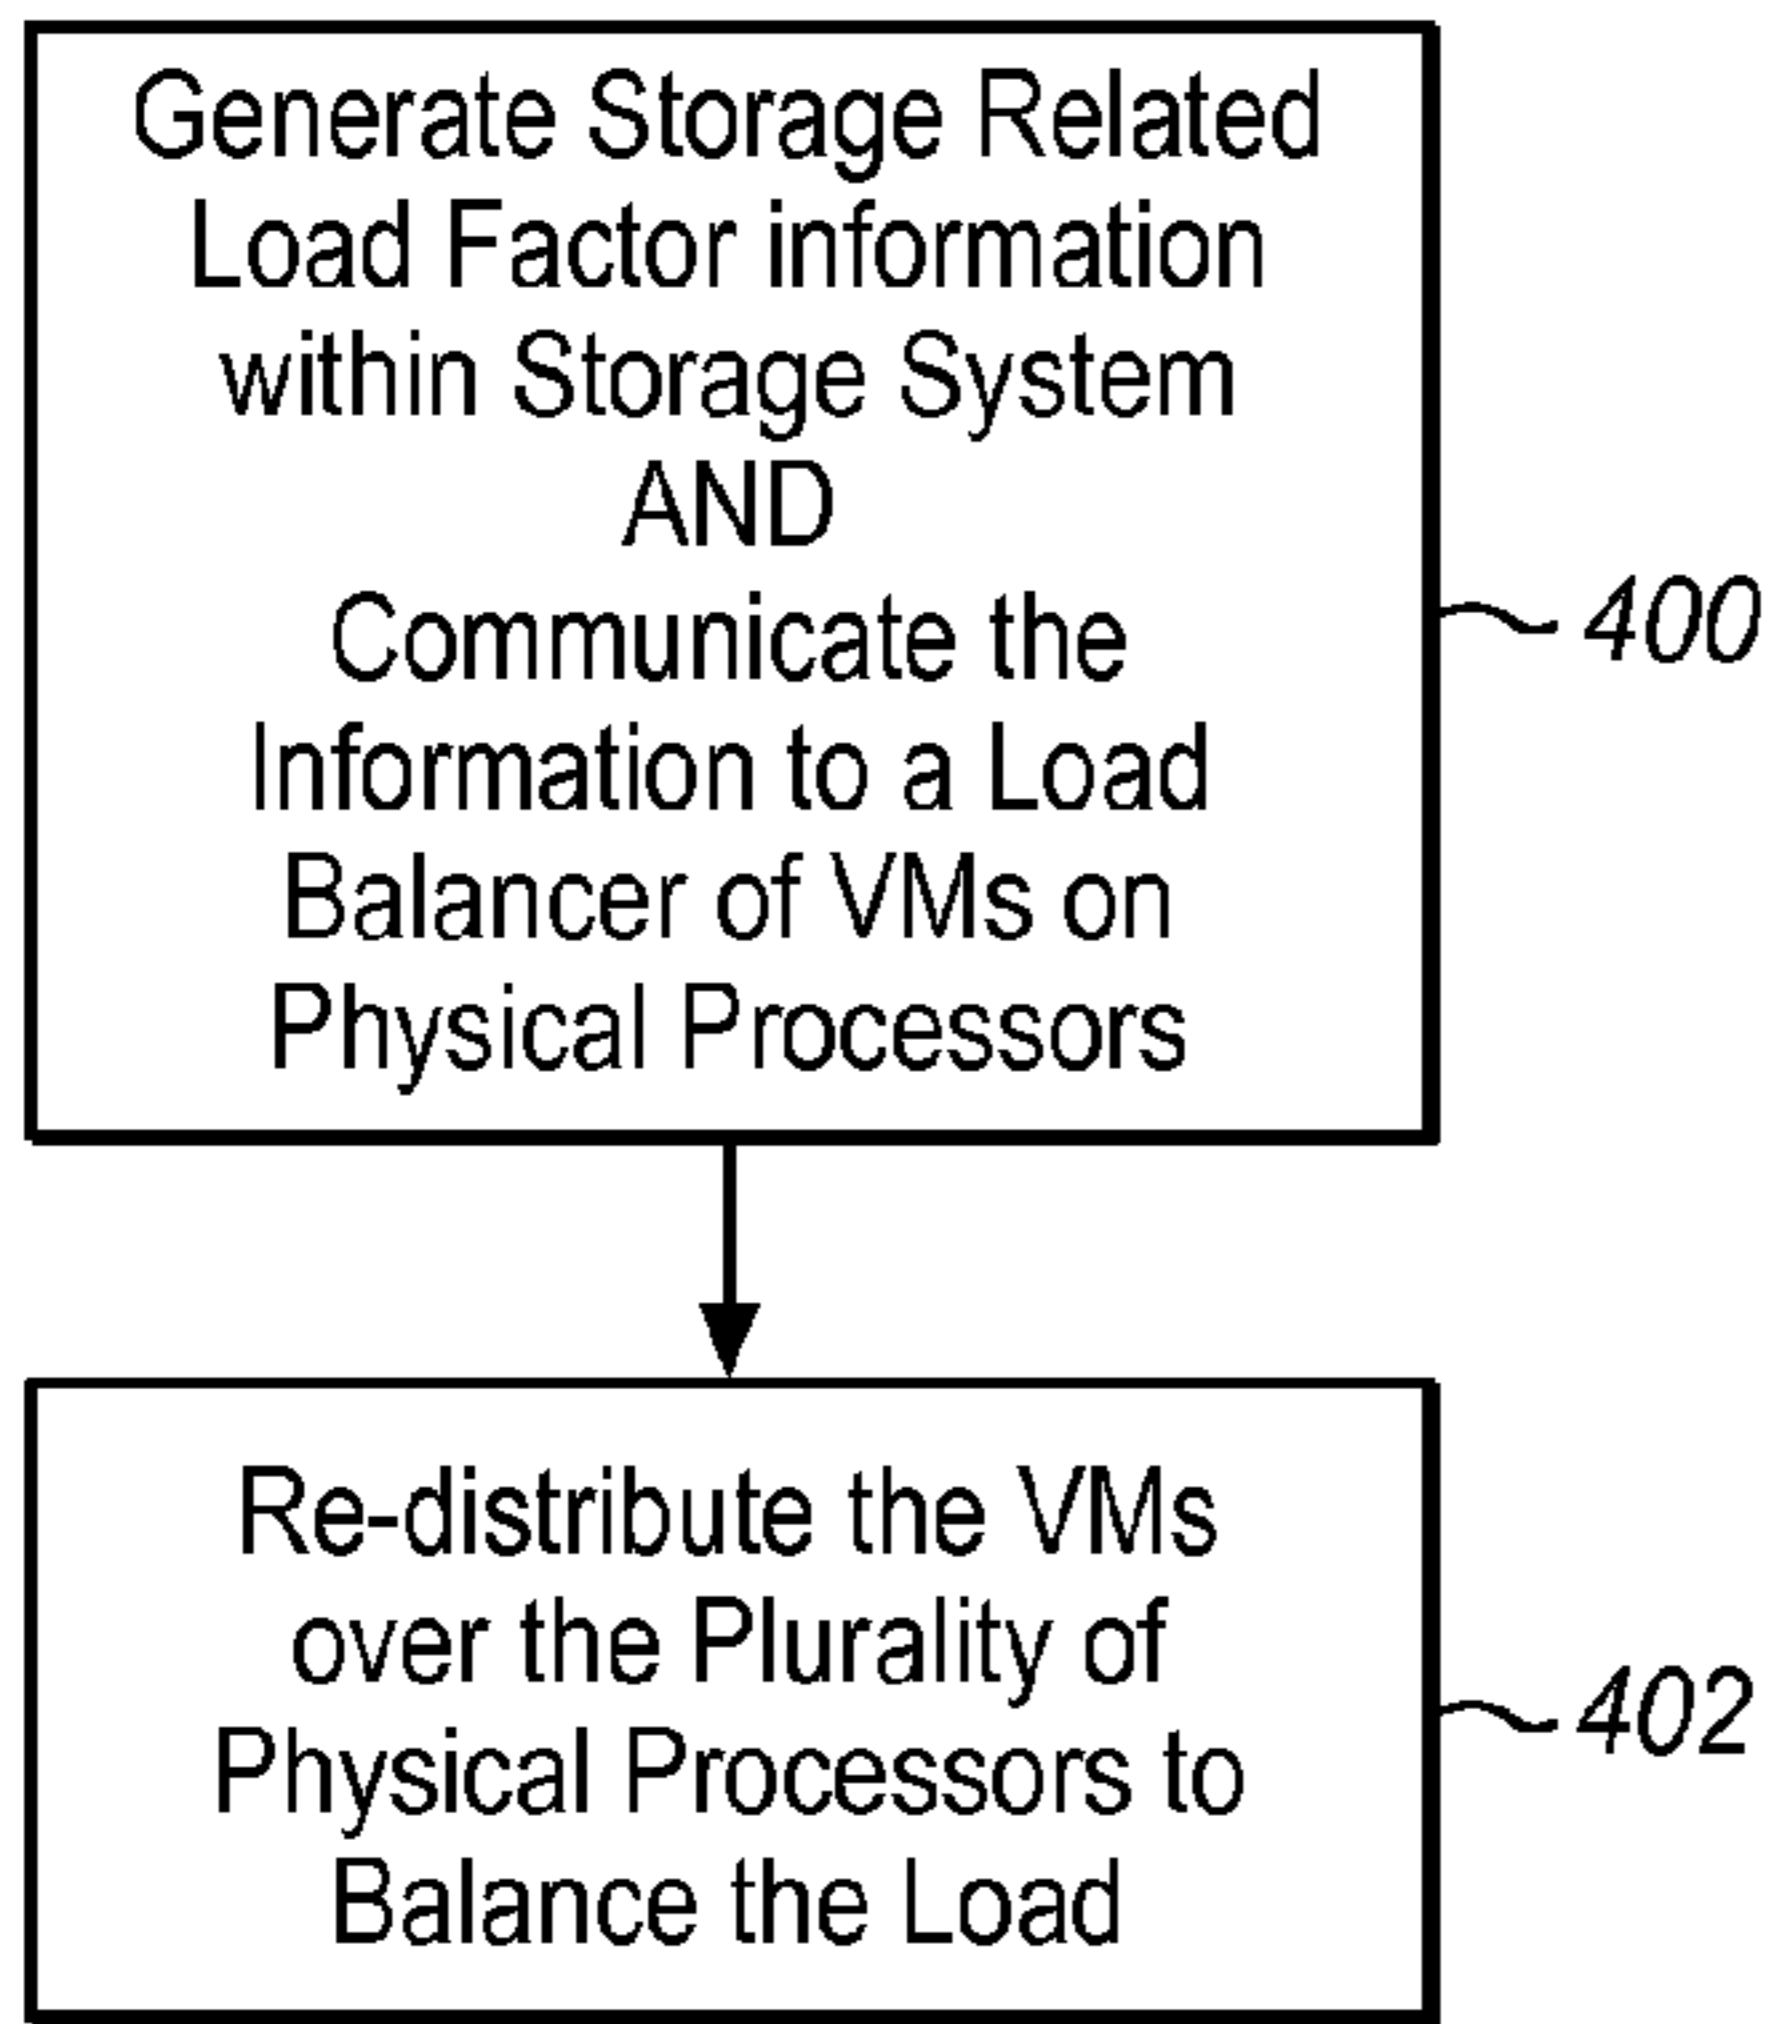 Generate Storage Related
Load Factor information
within Storage System
AND
Communicate the
Information to a Load
Balancer of VMs on
Physical Processors
400
Re-distribute the VMs
over the Plurality of
Physical Processors to
Balance the Load
402